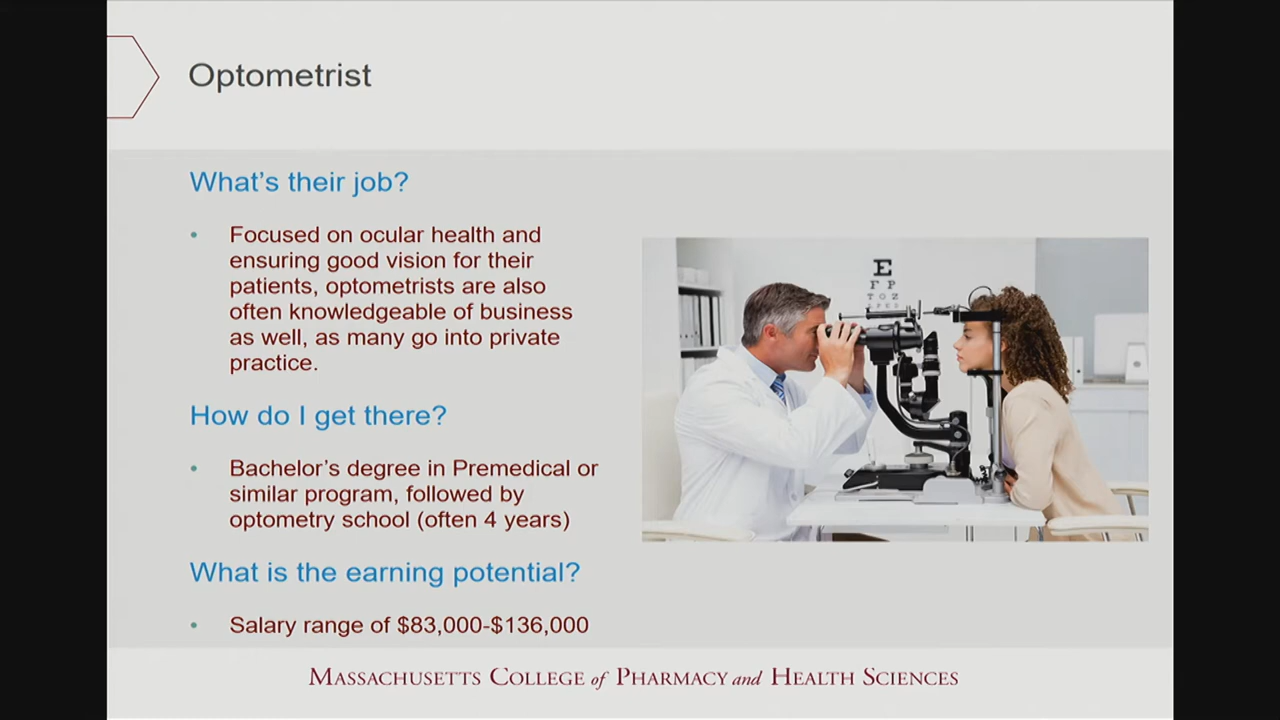 Optometrist
What's their job?
• Focused on ocular health and
ensuring good vision for their
patients, optometrists are also
often knowledgeable of business
as well, as many go into private
practice.
How do I get there?
• Bachelor's degree in Premedical or
similar program, followed by
optometry school (often 4 years)
What is the earning potential?
• Salary range of $83,000-$136,000
E
F P
T O Z
MASSACHUSETTS COLLEGE of PHARMACY and HEALTH SCIENCES